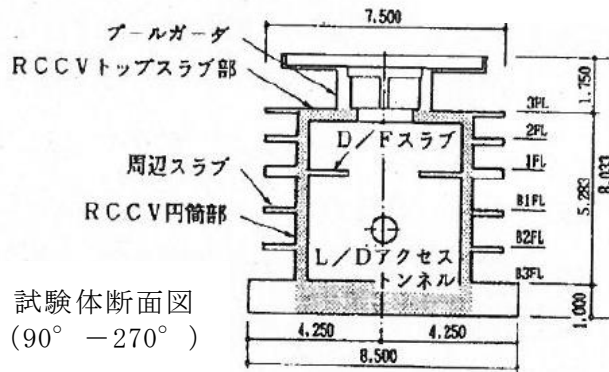 7.500
プールガーダ
RCCVトップスラブ部
D/Fスラブ
周辺スラブ
RCCV円筒部
L/Dアクセス
トンネル
3FL
2FL
1FL
B1FL
B2FL
B3FL
1.750
5.283
8.033
1.000
試験体断面図
(90° －270° )
4.250
4.250
8.500